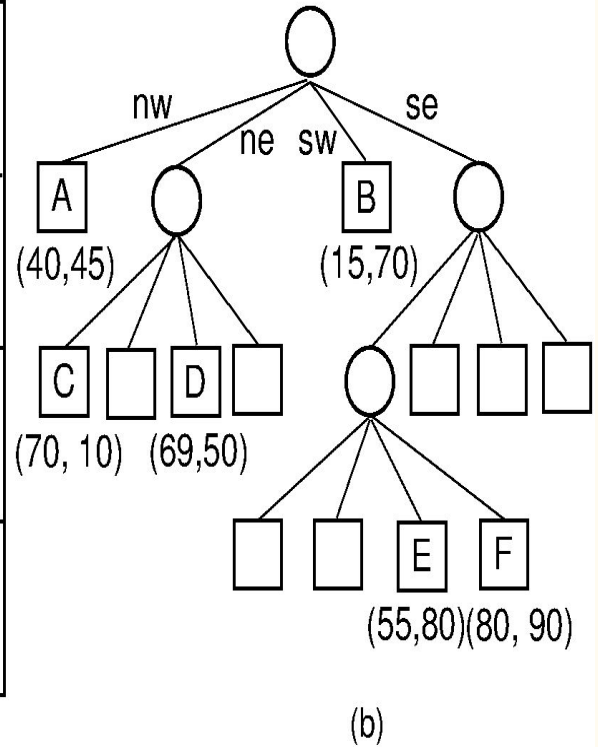 nw
se
ne sw
A
B
(40,45)
(15,70)
C
D
(70, 10)
(69,50)
E
F
(55,80)
(80, 90)
(b)